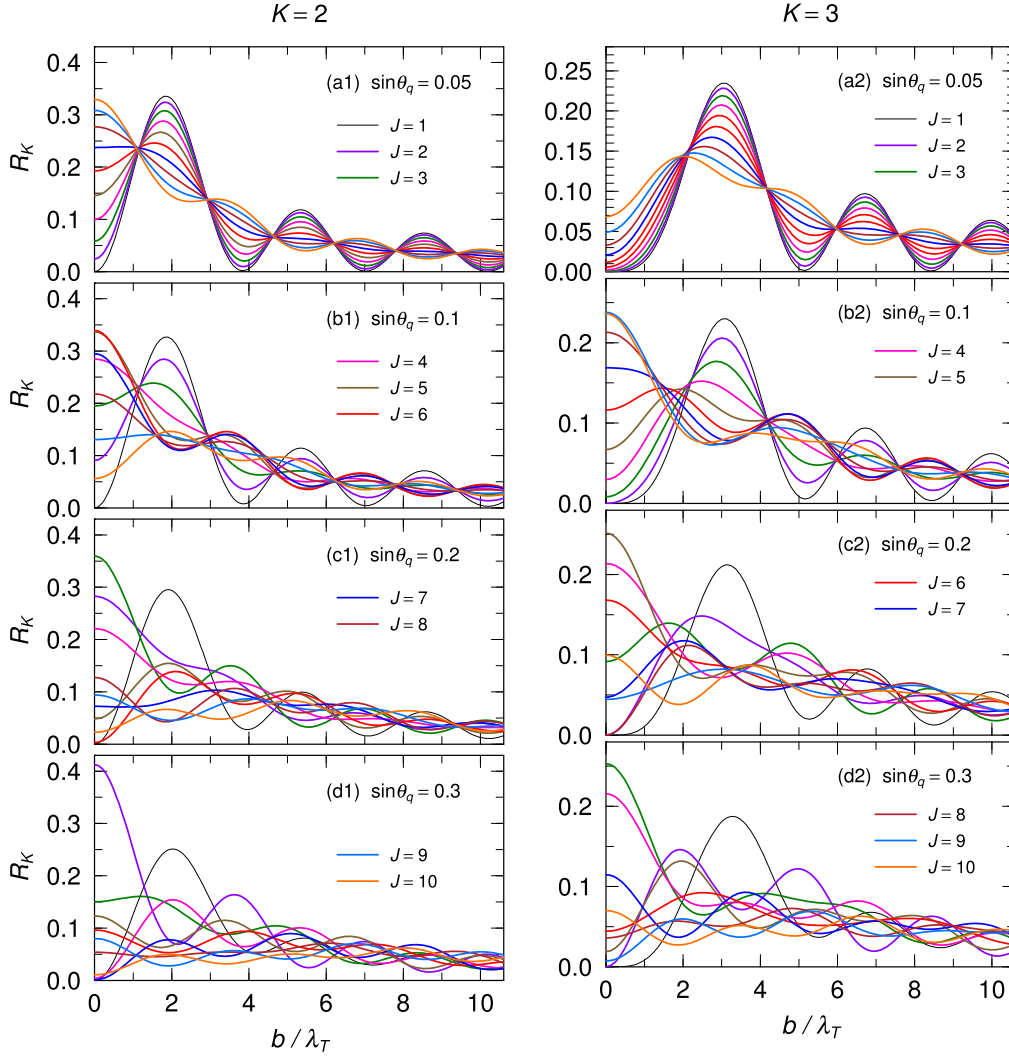 K = 2
K = 3
0.4
0.3
0.2
0.1
0.0
R_K
(a1) sinθ_q = 0.05
J = 1
J = 2
J = 3
0.25
0.20
0.15
0.10
0.05
0.00
R_K
(a2) sinθ_q = 0.05
J = 1
J = 2
J = 3
0.4
0.3
0.2
0.1
0.0
R_K
(b1) sinθ_q = 0.1
J = 4
J = 5
J = 6
0.2
0.1
0.0
R_K
(b2) sinθ_q = 0.1
J = 4
J = 5
0.4
0.3
0.2
0.1
0.0
R_K
(c1) sinθ_q = 0.2
J = 7
J = 8
0.2
0.1
0.0
R_K
(c2) sinθ_q = 0.2
J = 6
J = 7
0.4
0.3
0.2
0.1
0.0
R_K
(d1) sinθ_q = 0.3
J = 9
J = 10
0 2 4 6 8 10
b / λ_T
0.2
0.1
0.0
R_K
(d2) sinθ_q = 0.3
J = 8
J = 9
J = 10
0 2 4 6 8 10
b / λ_T